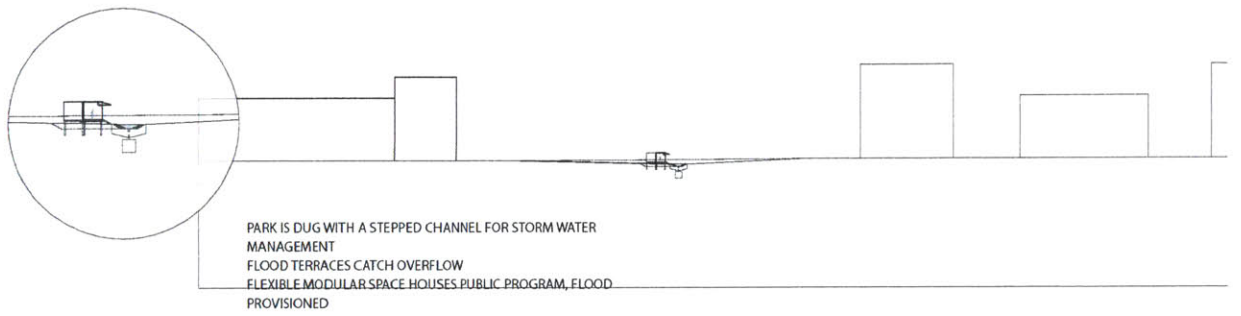 PARK IS DUG WITH A STEPPED CHANNEL FOR STORM WATER
MANAGEMENT
FLOOD TERRACES CATCH OVERFLOW
FLEXIBLE MODULAR SPACE HOUSES PUBLIC PROGRAM, FLOOD
PROVISIONED